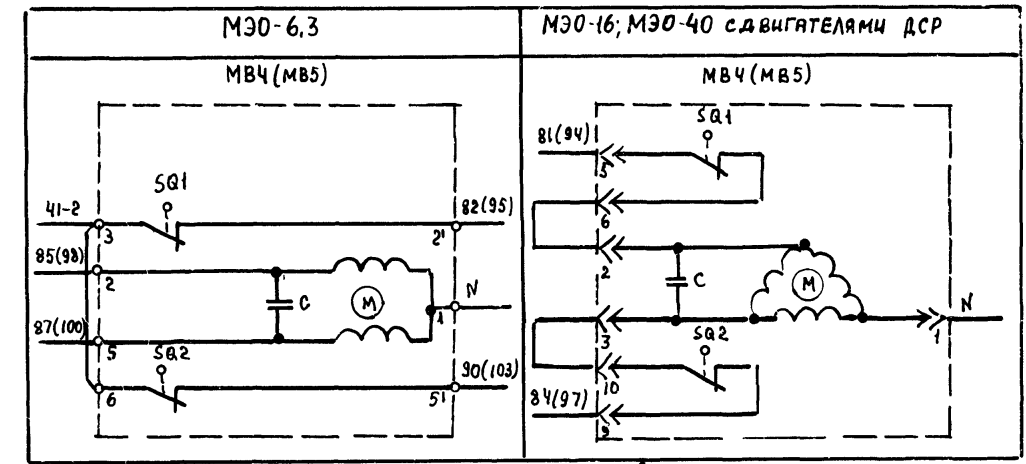 МЭО-6,3
МВ4 (МВ5)
SQ1
41-2
82(95)
3
2'
85(98)
2
C
M
N
1
87(100)
5
SQ2
90(103)
6
5'
МЭО-16; МЭО-40 С ДВИГАТЕЛЯМИ ДСР
МВ4 (МВ5)
SQ1
81(94)
5
6
2
C
M
N
3
SQ2
1
10
84(97)
9